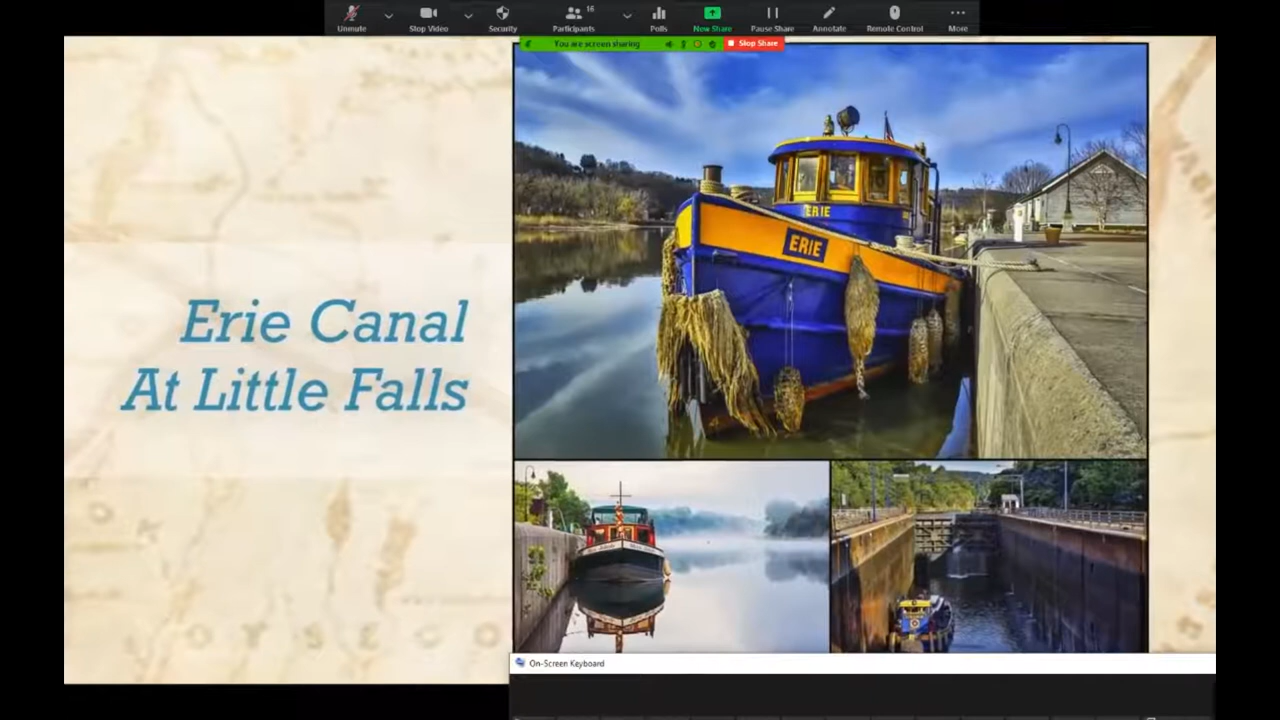 16
Unmute
Stop Video
Security
Participants
Polls
New Share
Pause Share
Annotate
Remote Control
More
You are screen sharing
Stop Share
ERIE
ERIE
Erie Canal
At Little Falls
OTSEGO
On-Screen Keyboard